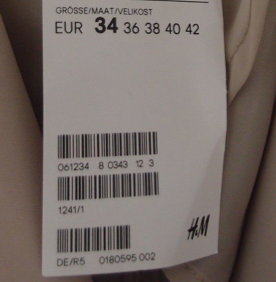 GRÖSSE/MAAT/VELIKOST
EUR 34 36 38 40 42
061234 8 0343 12 3
1241/1
H&M
DE/R5 0180595 002